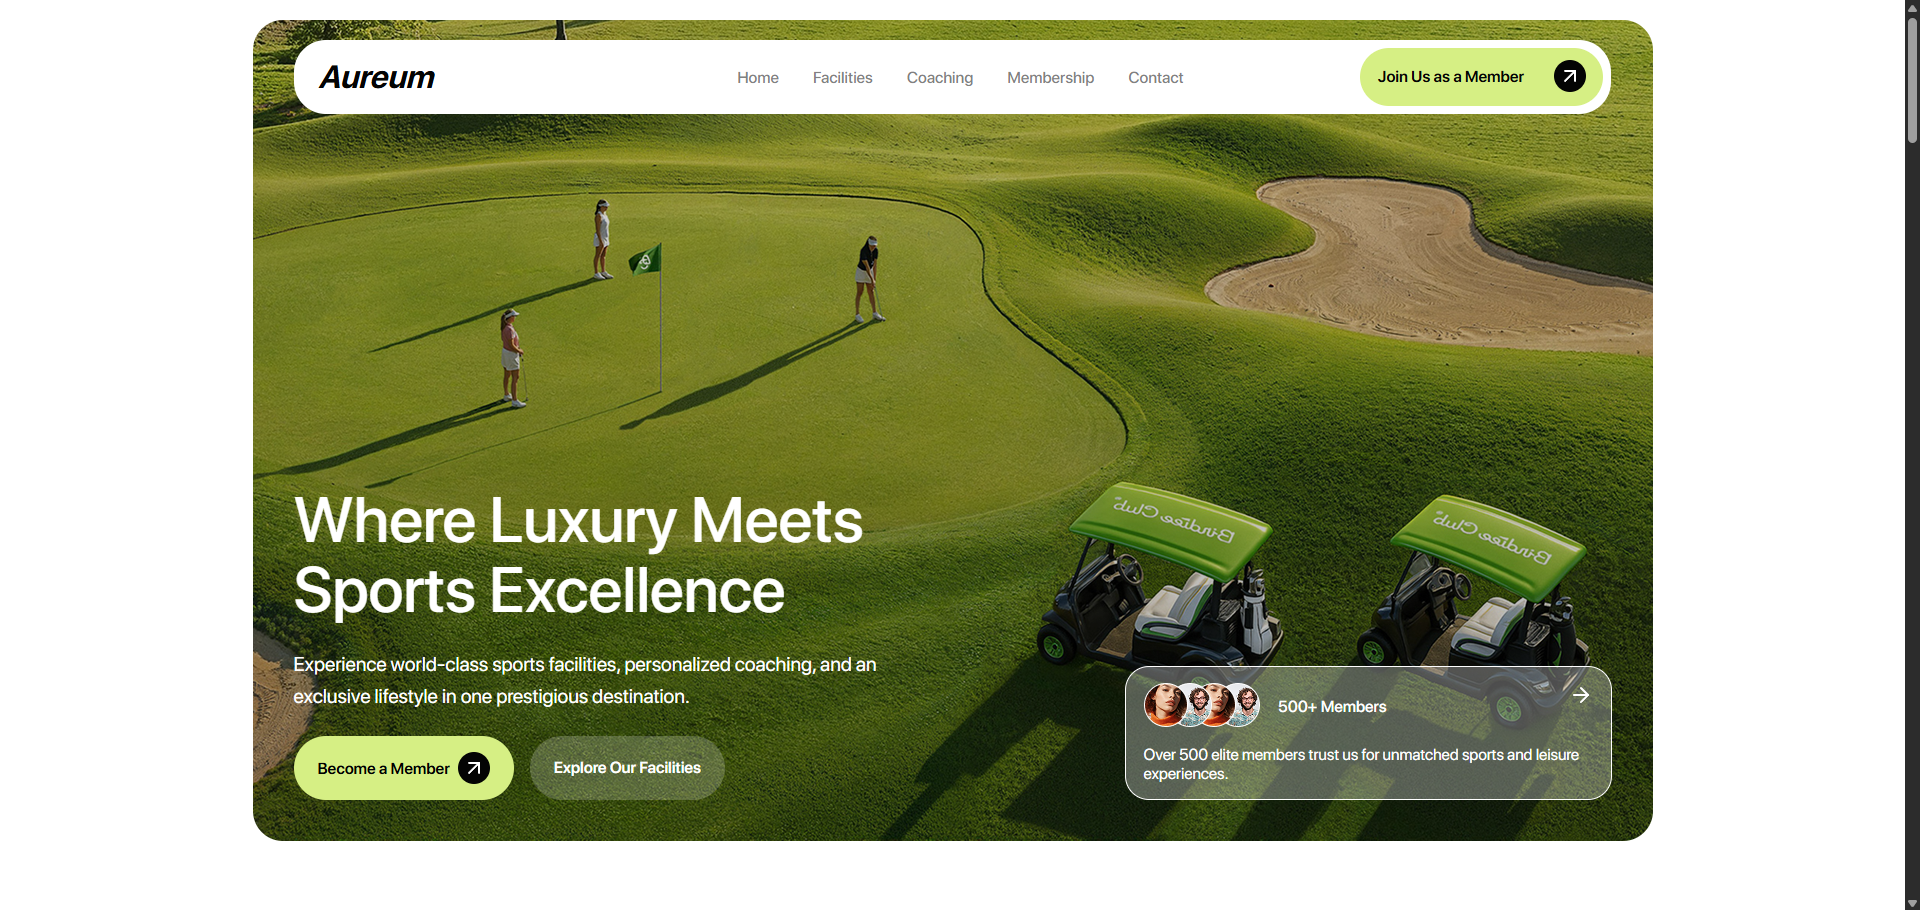 Aureum
Home
Facilities
Coaching
Membership
Contact
Join Us as a Member
Where Luxury Meets
Sports Excellence
Experience world-class sports facilities, personalized coaching, and an
exclusive lifestyle in one prestigious destination.
Become a Member
Explore Our Facilities
Birdiee Club
Birdiee Club
500+ Members
Over 500 elite members trust us for unmatched sports and leisure
experiences.